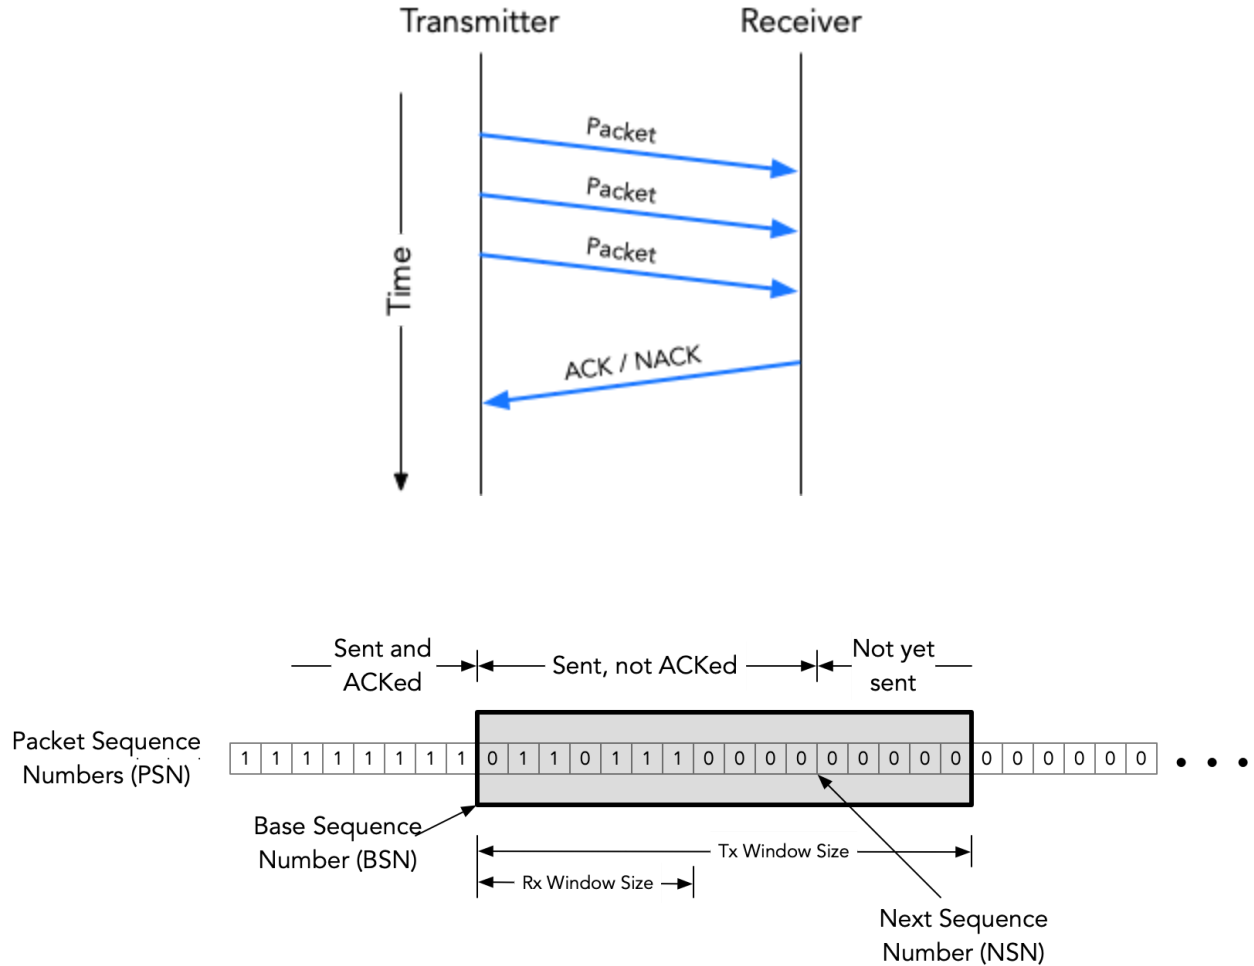 Transmitter
Receiver
Packet
Packet
Packet
Time
ACK / NACK
Sent and
ACKed
Sent, not ACKed
Not yet
sent
Packet Sequence
Numbers (PSN)
1 1 1 1 1 1 1 1 0 1 1 0 1 1 1 0 0 0 0 0 0 0 0 0 0 0 0 0 0 0
Base Sequence
Number (BSN)
Tx Window Size
Rx Window Size
Next Sequence
Number (NSN)